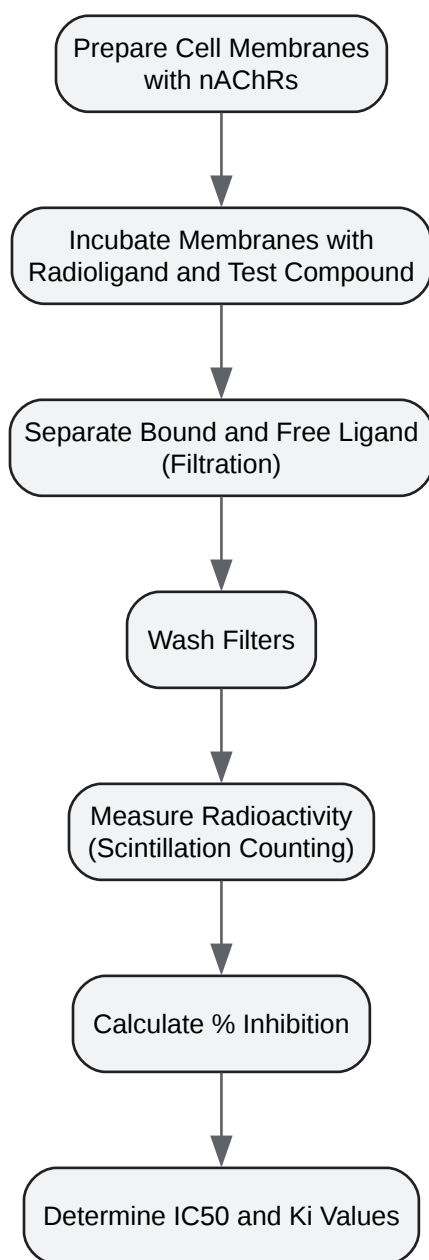 Prepare Cell Membranes
with nAChRs
Incubate Membranes with
Radioligand and Test Compound
Separate Bound and Free Ligand
(Filtration)
Wash Filters
Measure Radioactivity
(Scintillation Counting)
Calculate % Inhibition
Determine IC50 and Ki Values